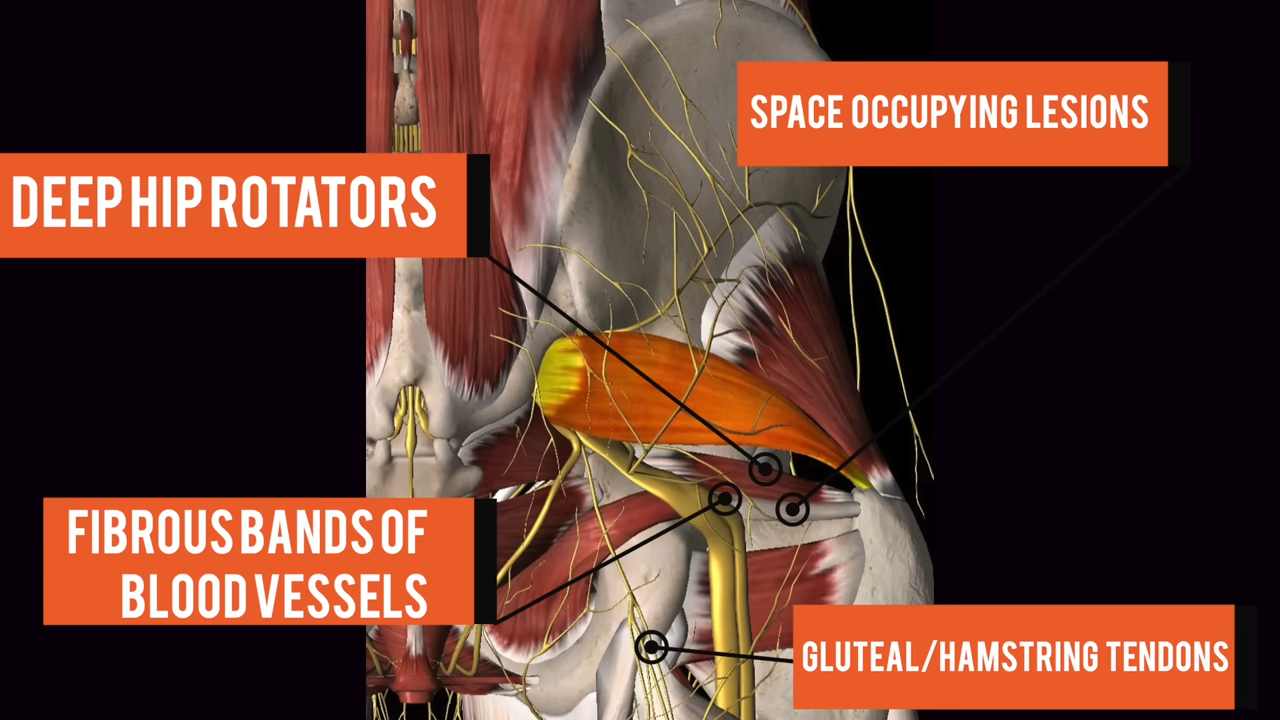 SPACE OCCUPYING LESIONS
DEEP HIP ROTATORS
FIBROUS BANDS OF
BLOOD VESSELS
GLUTEAL/HAMSTRING TENDONS